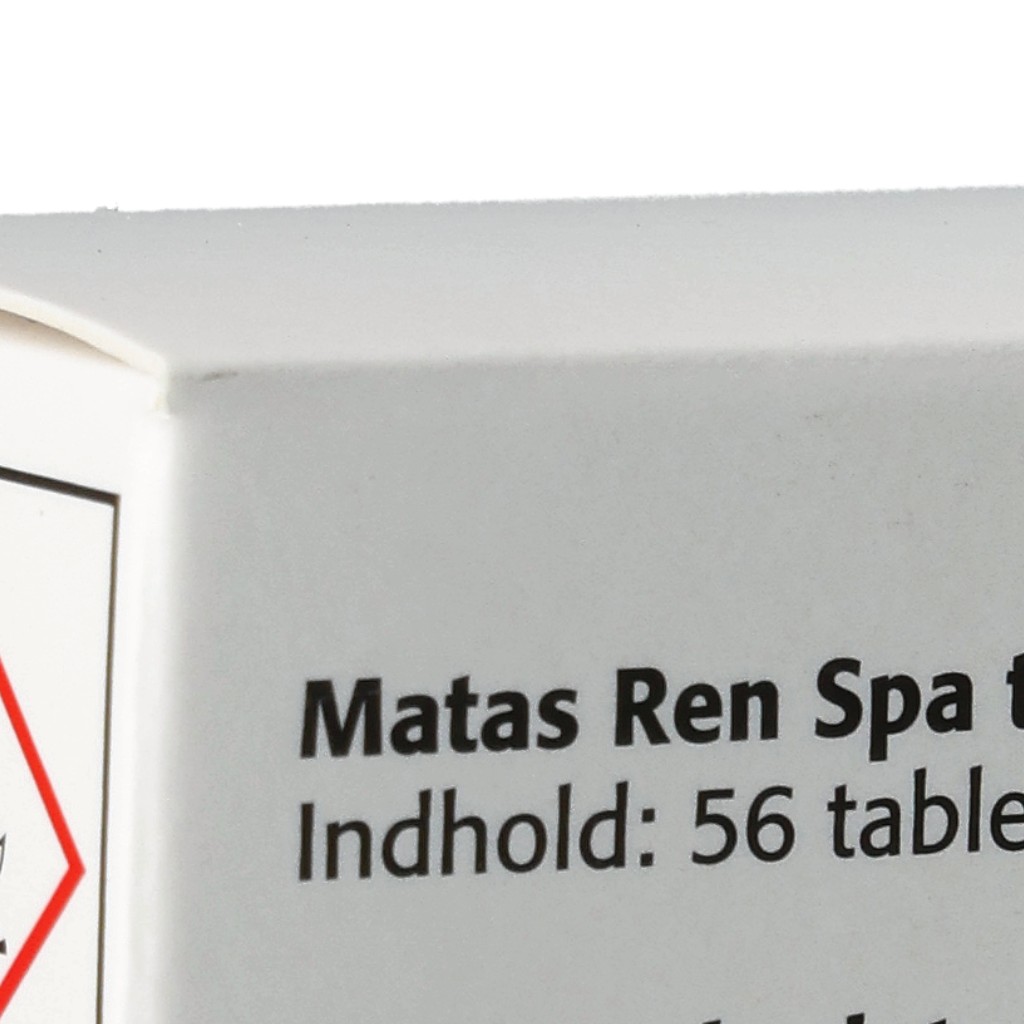 Matas Ren Spa
Indhold: 56